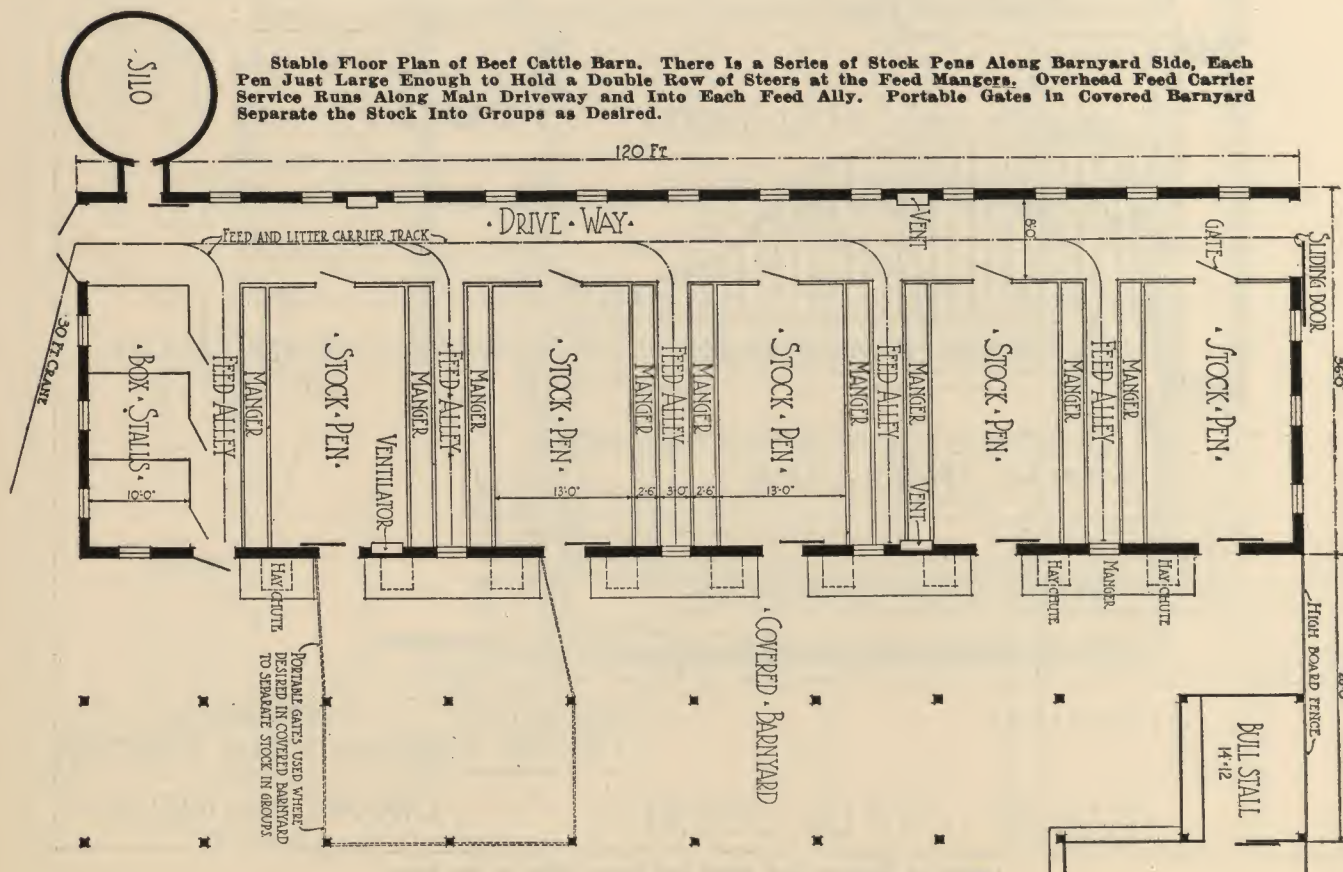 Stable Floor Plan of Beef Cattle Barn. There Is a Series of Stock Pens Along Barnyard Side, Each
Pen Just Large Enough to Hold a Double Row of Steers at the Feed Mangers. Overhead Feed Carrier
Service Runs Along Main Driveway and Into Each Feed Ally. Portable Gates in Covered Barnyard
Separate the Stock Into Groups as Desired.
SILO
120 FT
DRIVE WAY
FEED AND LITTER CARRIER TRACK
VENT
8'0"
GATE
SLIDING DOOR
30 FT CRANE
BOX STALLS
10'-0"
FEED ALLEY
MANGER
STOCK PEN
VENTILATOR
MANGER
FEED ALLEY
MANGER
STOCK PEN
13'0"
2'6"
3'0"
2'6"
13'0"
MANGER
FEED ALLEY
MANGER
STOCK PEN
MANGER
FEED ALLEY
MANGER
VENT
STOCK PEN
MANGER
FEED ALLEY
MANGER
STOCK PEN
HAY CHUTE
HAY CHUTE
MANGER
HAY CHUTE
HIGH BOARD FENCE
PORTABLE GATES USED WHERE
DESIRED IN COVERED BARNYARD
TO SEPARATE STOCK IN GROUPS
COVERED BARNYARD
BULL STALL
14'×12